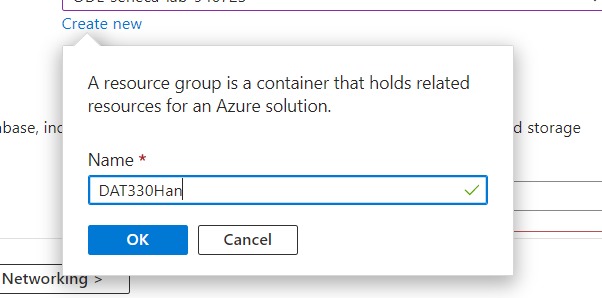 Create new
A resource group is a container that holds related
resources for an Azure solution.
abase, inc
d storage
Name *
DAT330Han
OK
Cancel
Networking >